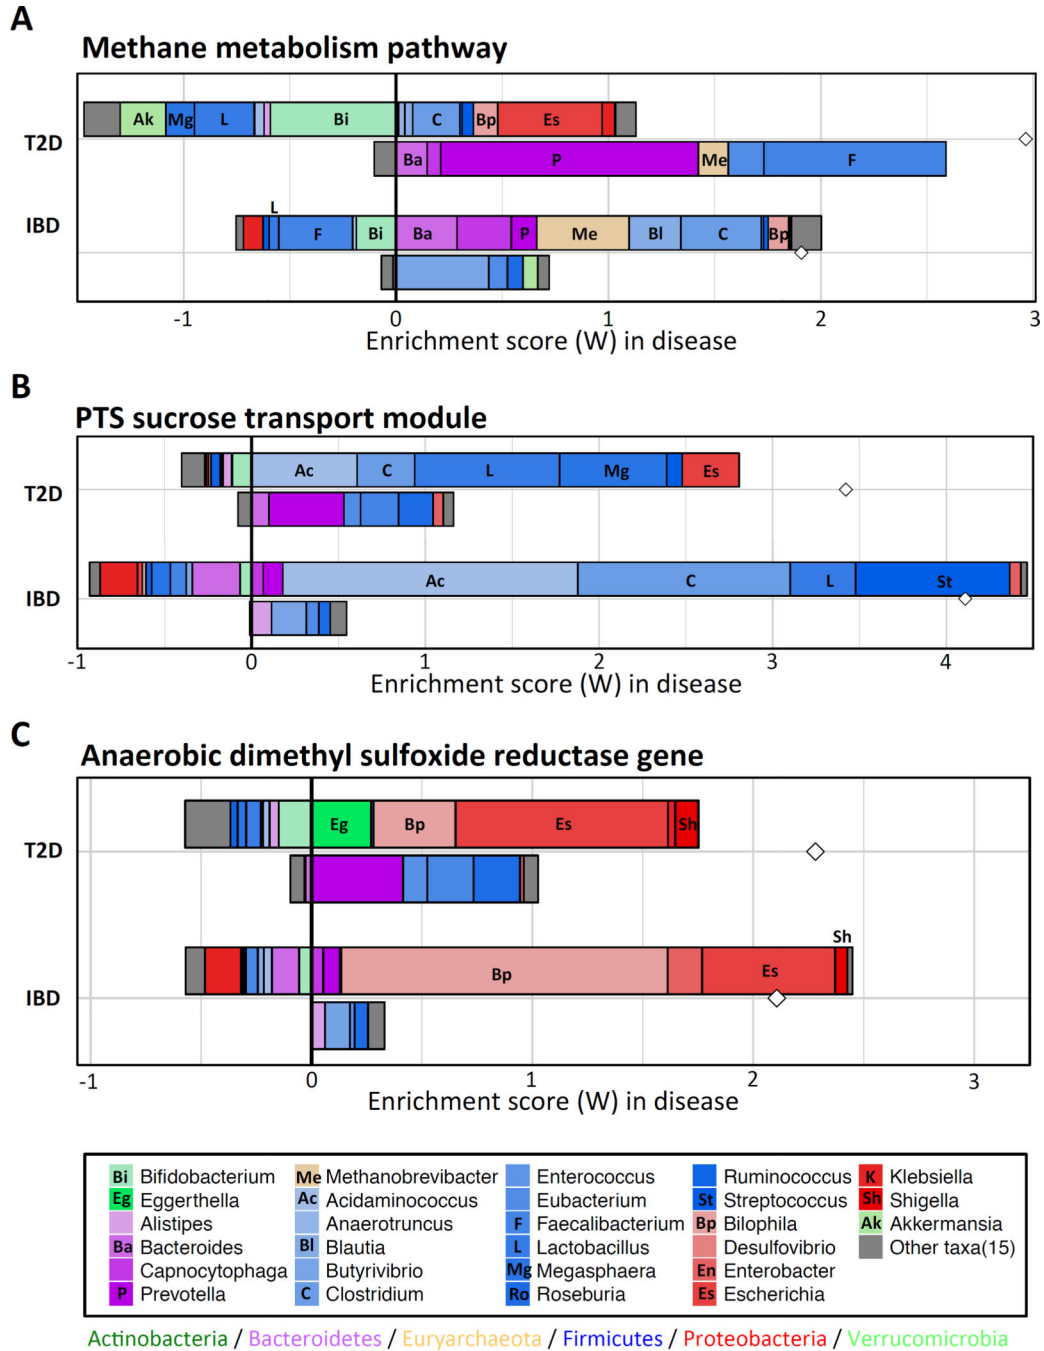 A
Methane metabolism pathway
Ak Mg L Bi C Bp Es
T2D
Ba P Me F
L
IBD
F Bi Ba P Me Bl C Bp
-1 0 1 2 3
Enrichment score (W) in disease
B
PTS sucrose transport module
Ac C L Mg Es
T2D
Ac C L St
IBD
-1 0 1 2 3 4
Enrichment score (W) in disease
C
Anaerobic dimethyl sulfoxide reductase gene
Eg Bp Es Sh
T2D
Sh
Bp Es
IBD
-1 0 1 2 3
Enrichment score (W) in disease
Bi Bifidobacterium Me Methanobrevibacter Enterococcus Ruminococcus K Klebsiella
Eg Eggerthella Ac Acidaminococcus Eubacterium St Streptococcus Sh Shigella
Alistipes Anaerotruncus F Faecalibacterium Bp Bilophila Ak Akkermansia
Ba Bacteroides Bl Blautia L Lactobacillus Desulfovibrio Other taxa(15)
Capnocytophaga Butyrivibrio Mg Megasphaera En Enterobacter
P Prevotella C Clostridium Ro Roseburia Es Escherichia
Actinobacteria / Bacteroidetes / Euryarchaeota / Firmicutes / Proteobacteria / Verrucomicrobia